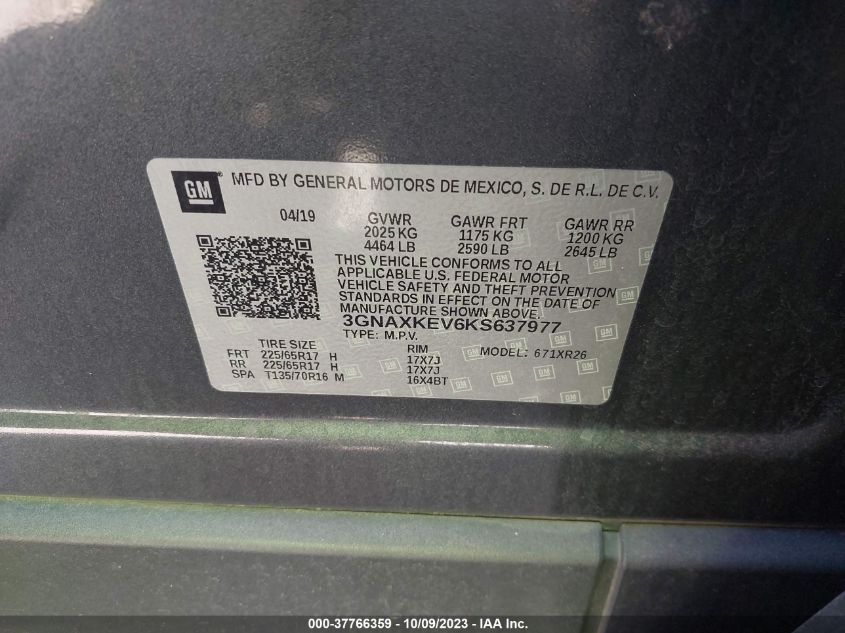 GM ® MFD BY GENERAL MOTORS DE MEXICO, S. DE R.L. DE C.V.
04/19 GVWR GAWR FRT GAWR RR
2025 KG 1175 KG 1200 KG
4464 LB 2590 LB 2645 LB
THIS VEHICLE CONFORMS TO ALL
APPLICABLE U.S. FEDERAL MOTOR
VEHICLE SAFETY AND THEFT PREVENTION
STANDARDS IN EFFECT ON THE DATE OF
MANUFACTURE SHOWN ABOVE.
3GNAXKEV6KS637977
TYPE: M.P.V.
TIRE SIZE RIM MODEL: 671XR26
FRT 225/65R17 H 17X7J
RR 225/65R17 H 17X7J
SPA T135/70R16 M 16X4BT
000-37766359 - 10/09/2023 - IAA Inc.